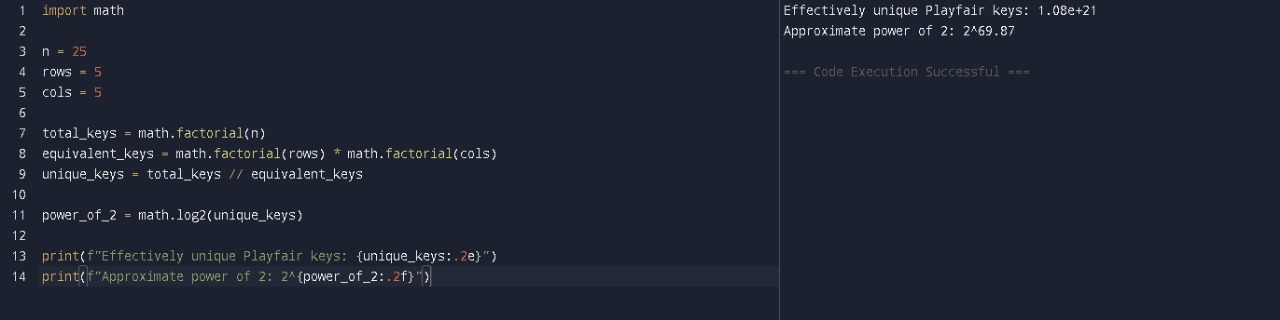 1 import math
2
3 n = 25
4 rows = 5
5 cols = 5
6
7 total_keys = math.factorial(n)
8 equivalent_keys = math.factorial(rows) * math.factorial(cols)
9 unique_keys = total_keys // equivalent_keys
10
11 power_of_2 = math.log2(unique_keys)
12
13 print(f"Effectively unique Playfair keys: {unique_keys:.2e}")
14 print(f"Approximate power of 2: 2^{power_of_2:.2f}")
Effectively unique Playfair keys: 1.08e+21
Approximate power of 2: 2^69.87
=== Code Execution Successful ===